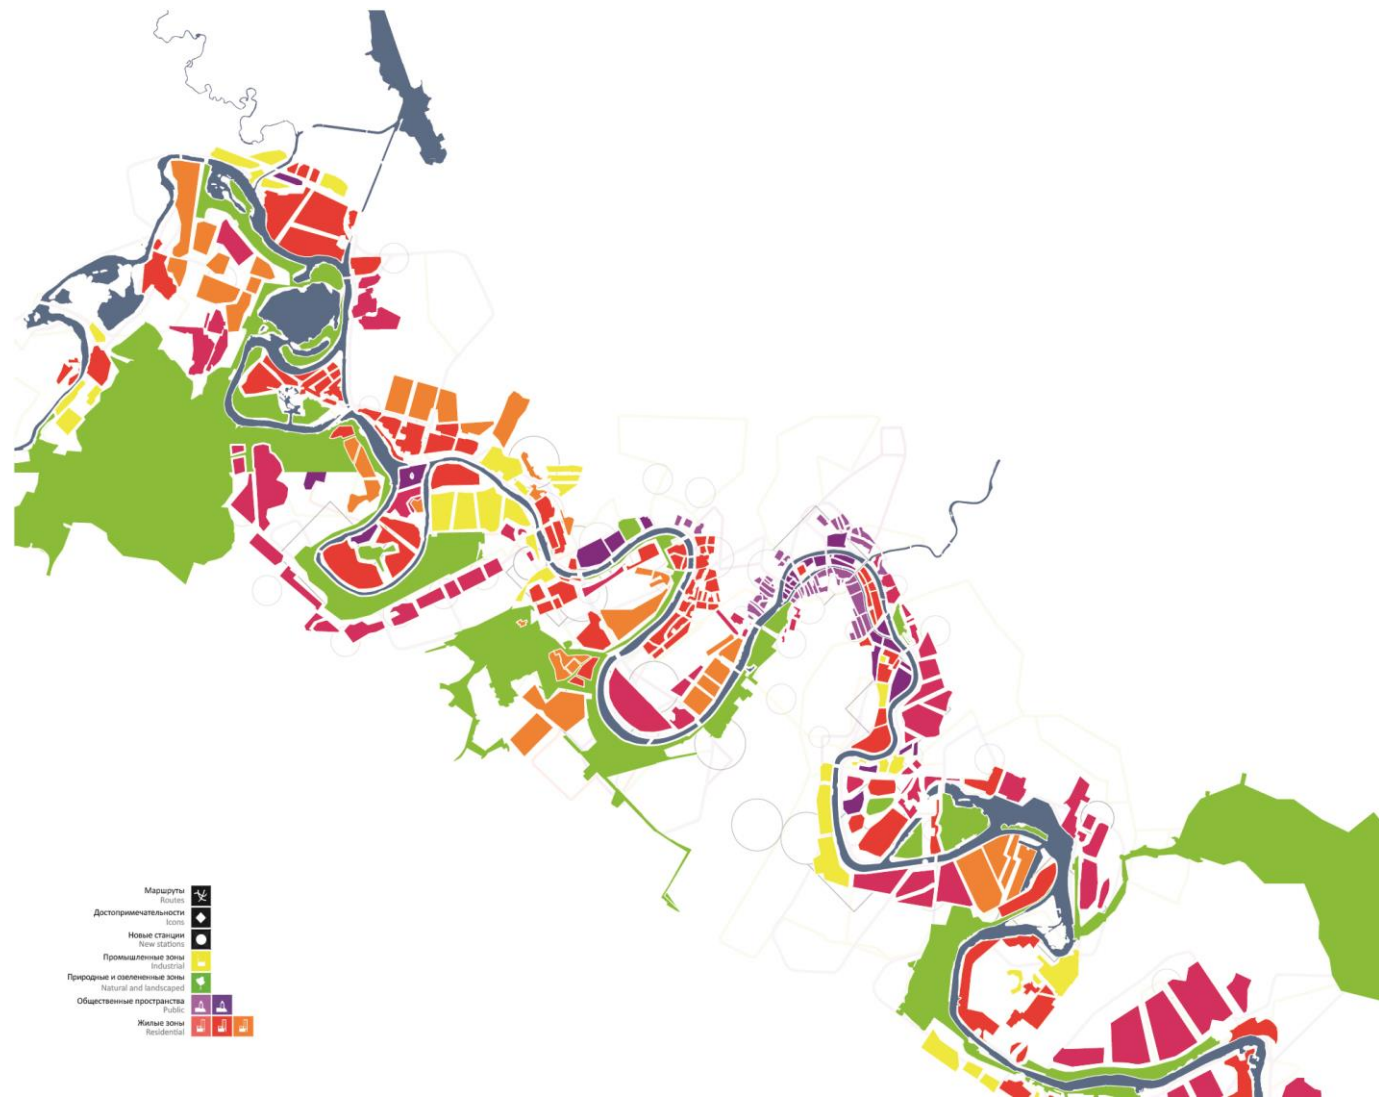 Маршруты
Routes
Достопримечательности
Icons
Новые станции
New stations
Промышленные зоны
Industrial
Природные и озелененные зоны
Natural and landscaped
Общественные пространства
Public
Жилые зоны
Residential